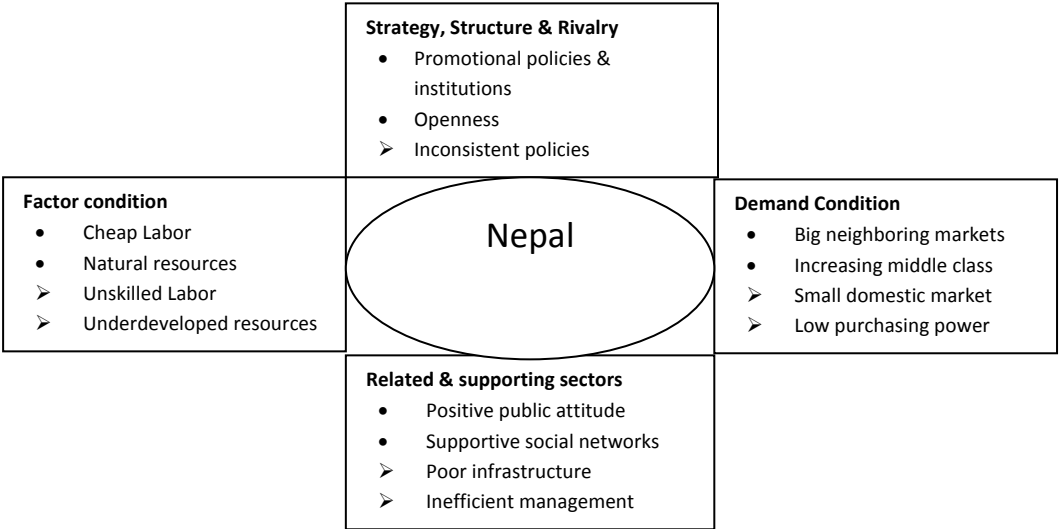 Strategy, Structure & Rivalry
• Promotional policies &
institutions
• Openness
➢ Inconsistent policies
Factor condition
• Cheap Labor
• Natural resources
➢ Unskilled Labor
➢ Underdeveloped resources
Nepal
Demand Condition
• Big neighboring markets
• Increasing middle class
➢ Small domestic market
➢ Low purchasing power
Related & supporting sectors
• Positive public attitude
• Supportive social networks
➢ Poor infrastructure
➢ Inefficient management